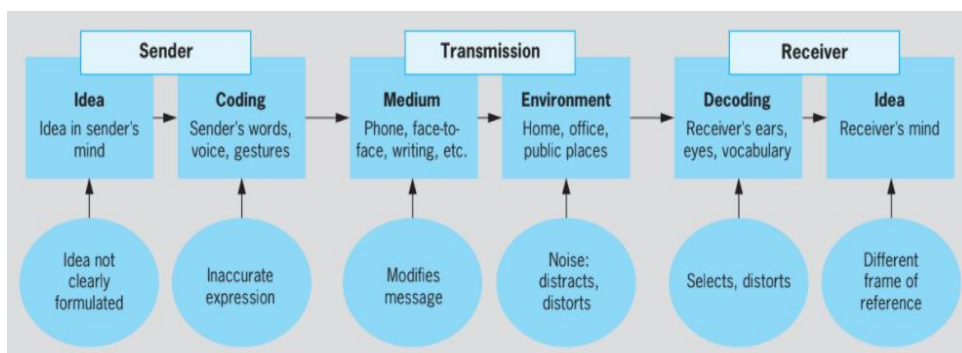 Sender
Transmission
Receiver
Idea
Idea in sender's
mind
Coding
Sender's words,
voice, gestures
Medium
Phone, face-to-
face, writing, etc.
Environment
Home, office,
public places
Decoding
Receiver's ears,
eyes, vocabulary
Idea
Receiver's mind
Idea not
clearly
formulated
Inaccurate
expression
Modifies
message
Noise:
distracts,
distorts
Selects, distorts
Different
frame of
reference